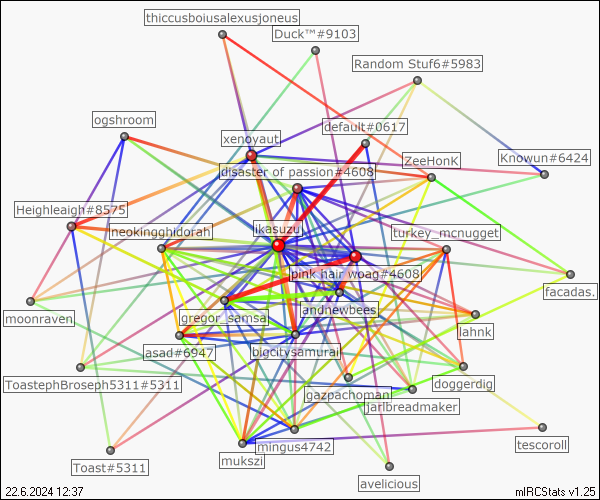 thiccusboiusalexusjoneus
Duck™#9103
Random Stuf6#5983
ogshroom
default#0617
xenoyaut
ZeeHonK
Knowun#6424
disaster of passion#4608
Heighleaigh#8575
neokingghidorah
ikasuzu
turkey_mcnugget
pink hair woag#4608
facadas.
moonraven
gregor_samsa
andnewbees
lahnk
asad#6947
bigcitysamurai
ToastephBroseph5311#5311
doggerdig
gazpachoman
jarlbreadmaker
mukszi
mingus4742
tescoroll
Toast#5311
avelicious
22.6.2024 12:37
mIRCStats v1.25